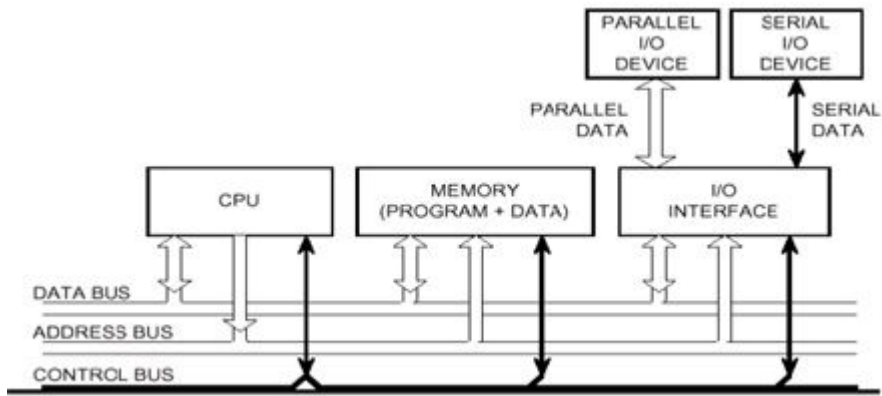 PARALLEL
I/O
DEVICE
SERIAL
I/O
DEVICE
PARALLEL
DATA
SERIAL
DATA
CPU
MEMORY
(PROGRAM + DATA)
I/O
INTERFACE
DATA BUS
ADDRESS BUS
CONTROL BUS